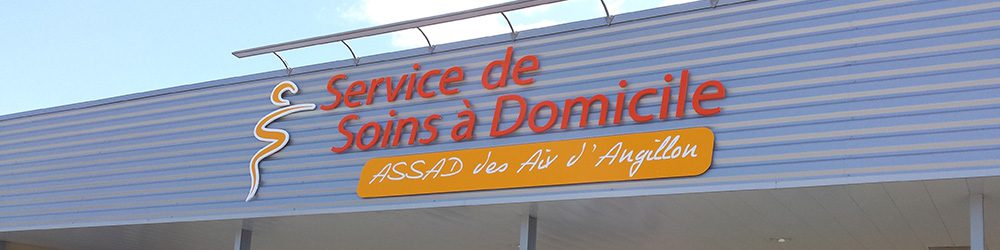 Service de
Soins à Domicile
ASSAD des Aix d'Angillon